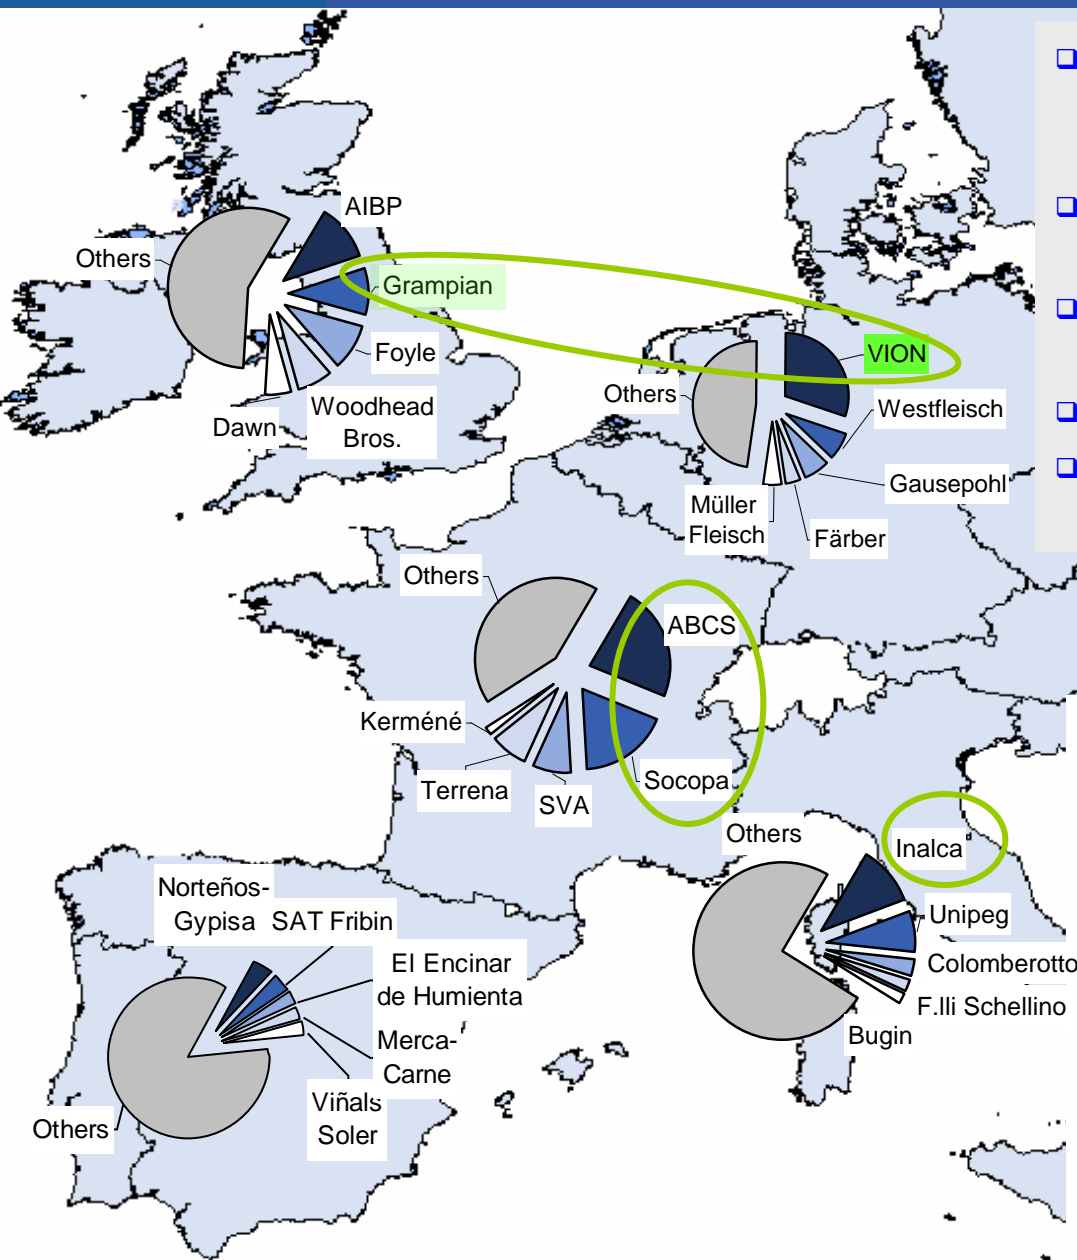 AIBP
Others
Grampian
Foyle
Woodhead
Bros.
Dawn
VION
Others
Westfleisch
Gausepohl
Müller
Fleisch
Färber
Others
ABCS
Kerméné
Terrena
SVA
Socopa
Others
Inalca
Unipeg
Colomberotto
F.lli Schellino
Bugin
Norteños-
Gypisa
SAT Fribin
El Encinar
de Humienta
Merca-
Carne
Viñals
Soler
Others